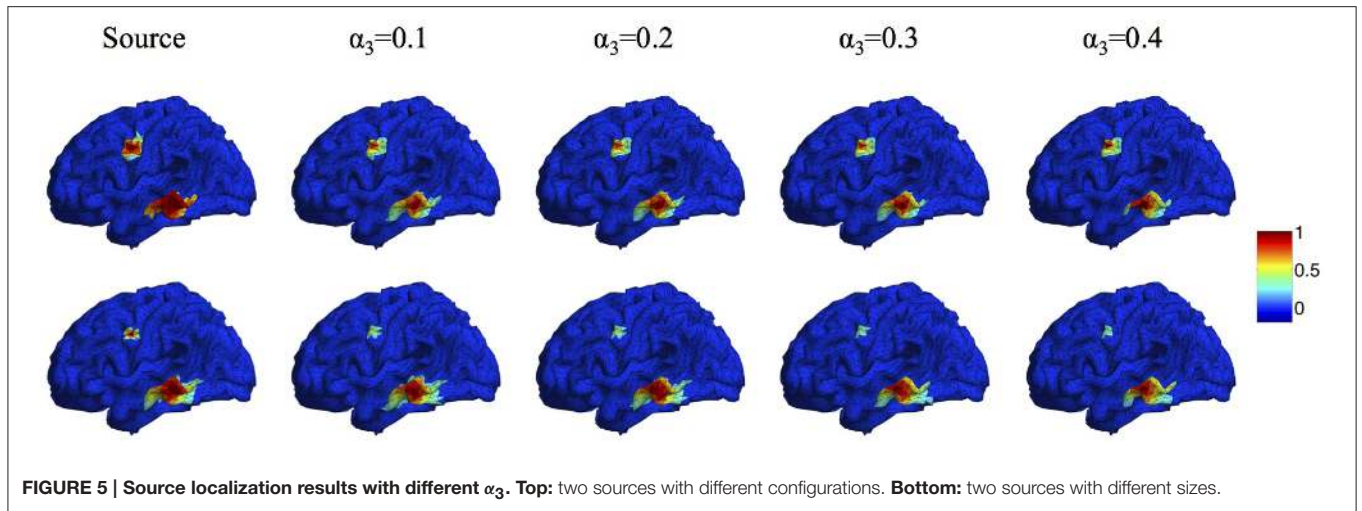 Source α₃=0.1 α₃=0.2 α₃=0.3 α₃=0.4
1
0.5
0
FIGURE 5 | Source localization results with different α₃. Top: two sources with different configurations. Bottom: two sources with different sizes.